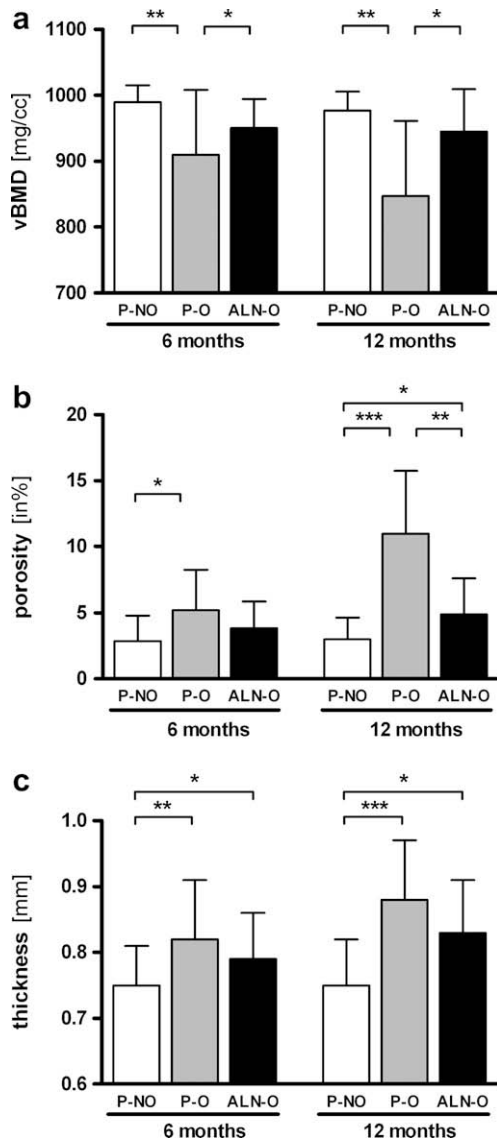 a
** * ** *
1100
1000
900
800
700
vBMD [mg/cc]
P-NO P-O ALN-O P-NO P-O ALN-O
6 months 12 months
b
*
*** **
*
20
15
10
5
0
porosity [in%]
P-NO P-O ALN-O P-NO P-O ALN-O
6 months 12 months
c
* *
** ***
1.0
0.9
0.8
0.7
0.6
thickness [mm]
P-NO P-O ALN-O P-NO P-O ALN-O
6 months 12 months